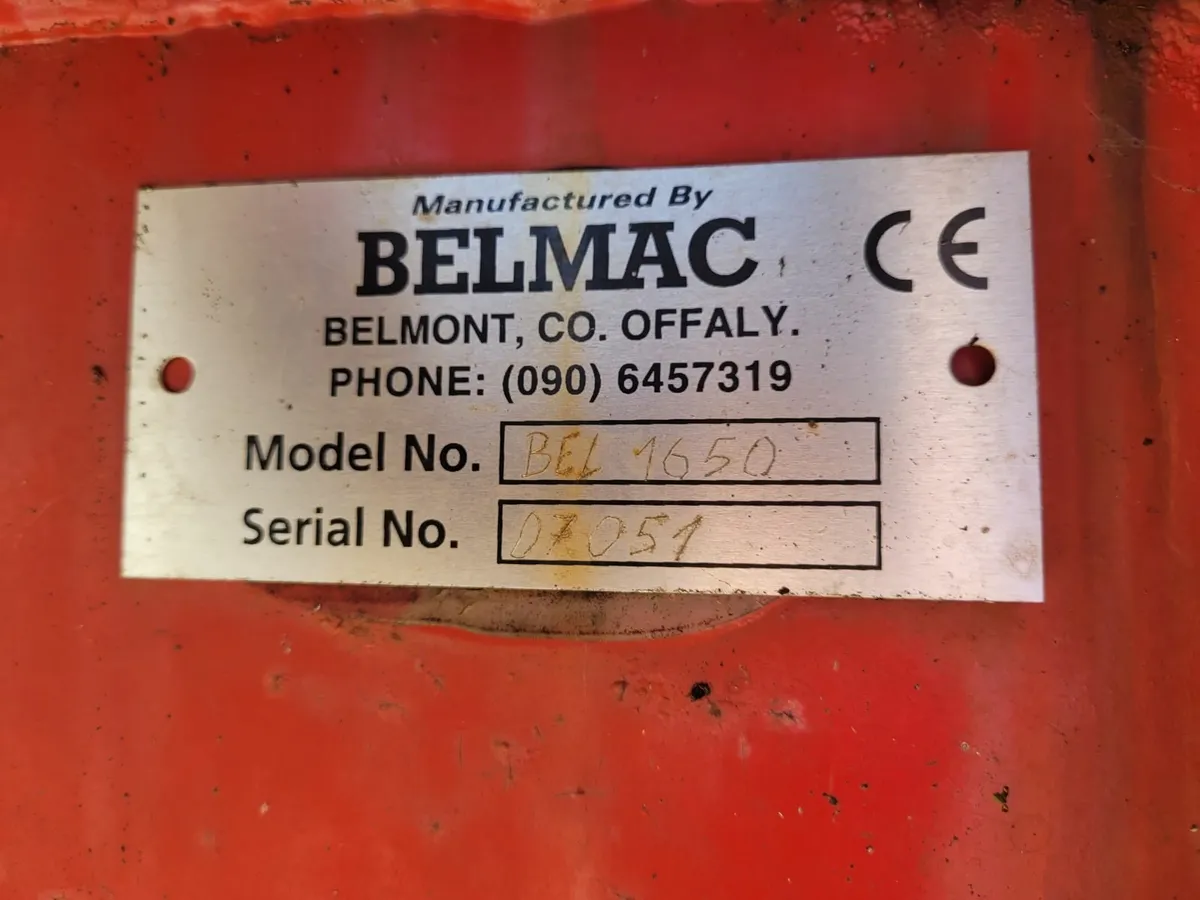 Manufactured By
BELMAC
CE
BELMONT, CO. OFFALY.
PHONE: (090) 6457319
Model No. BEL 1650
Serial No. 07051